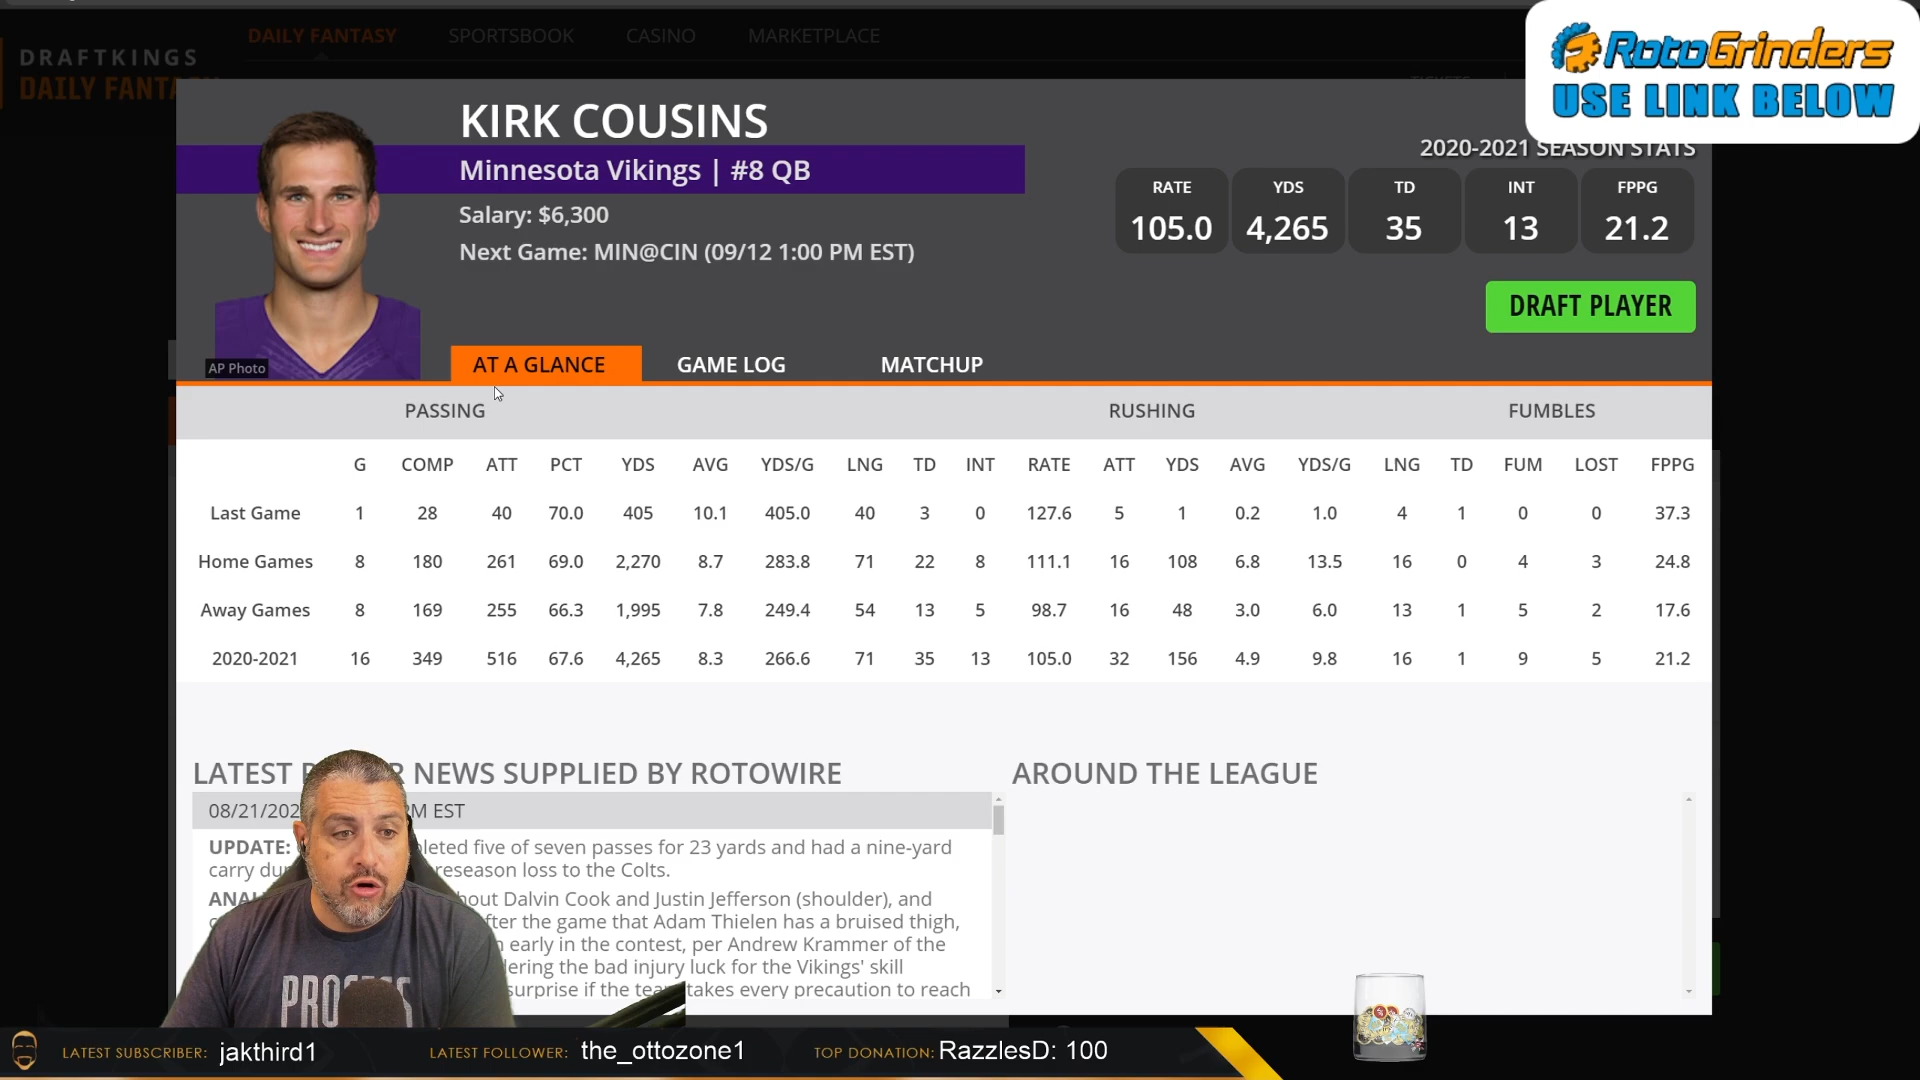 DAILY FANTASY SPORTSBOOK CASINO MARKETPLACE
DRAFTKINGS
DAILY FANTA
RotoGrinders
USE LINK BELOW
KIRK COUSINS
Minnesota Vikings | #8 QB
Salary: $6,300
Next Game: MIN@CIN (09/12 1:00 PM EST)
2020-2021 SEASON STATS
RATE YDS TD INT FPPG
105.0 4,265 35 13 21.2
DRAFT PLAYER
AP Photo
AT A GLANCE GAME LOG MATCHUP
PASSING RUSHING FUMBLES
G COMP ATT PCT YDS AVG YDS/G LNG TD INT RATE ATT YDS AVG YDS/G LNG TD FUM LOST FPPG
Last Game 1 28 40 70.0 405 10.1 405.0 40 3 0 127.6 5 1 0.2 1.0 4 1 0 0 37.3
Home Games 8 180 261 69.0 2,270 8.7 283.8 71 22 8 111.1 16 108 6.8 13.5 16 0 4 3 24.8
Away Games 8 169 255 66.3 1,995 7.8 249.4 54 13 5 98.7 16 48 3.0 6.0 13 1 5 2 17.6
2020-2021 16 349 516 67.6 4,265 8.3 266.6 71 35 13 105.0 32 156 4.9 9.8 16 1 9 5 21.2
LATEST P R NEWS SUPPLIED BY ROTOWIRE
08/21/202 M EST
UPDATE: pleted five of seven passes for 23 yards and had a nine-yard
carry dur reseason loss to the Colts.
ANAL hout Dalvin Cook and Justin Jefferson (shoulder), and
fter the game that Adam Thielen has a bruised thigh,
n early in the contest, per Andrew Krammer of the
dering the bad injury luck for the Vikings' skill
surprise if the team takes every precaution to reach
AROUND THE LEAGUE
PROCESS
LATEST SUBSCRIBER: jakthird1 LATEST FOLLOWER: the_ottozone1 TOP DONATION: RazzlesD: 100